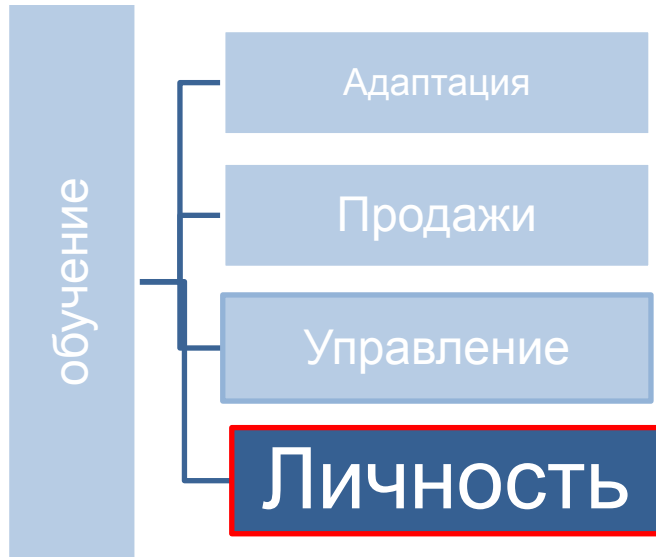 обучение
Адаптация
Продажи
Управление
Личность